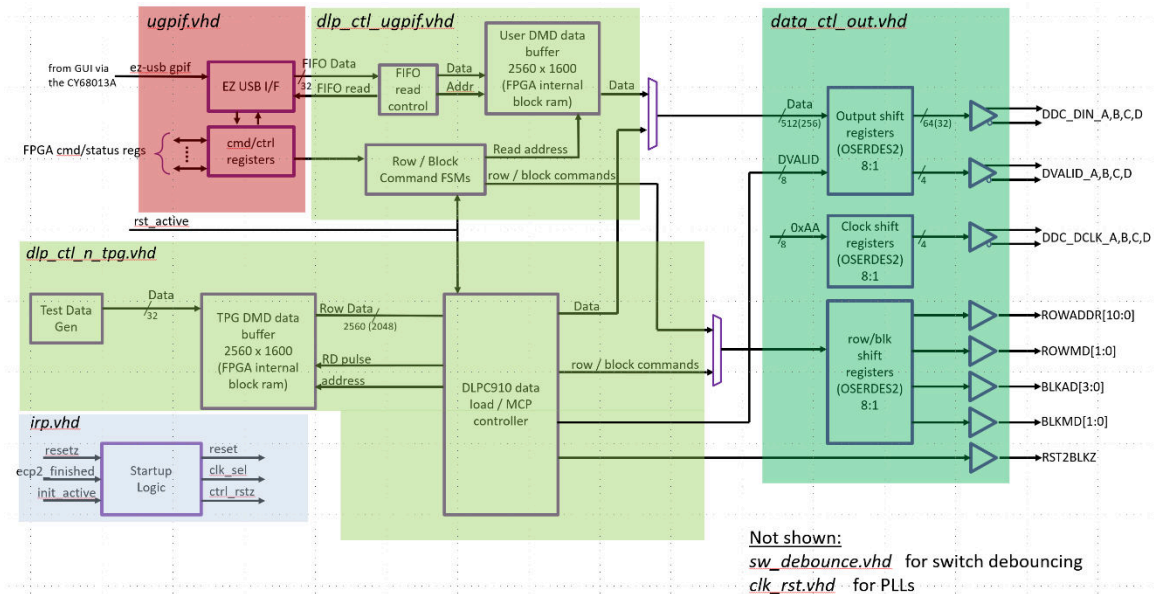 ugpif.vhd
dlp_ctl_ugpif.vhd
data_ctl_out.vhd
from GUI via
the CY68013A
ez-usb gpif
EZ USB I/F
FIFO Data
32
FIFO read
FIFO
read
control
Data
Addr
User DMD data
buffer
2560 x 1600
(FPGA internal
block ram)
Data
FPGA cmd/status regs
cmd/ctrl
registers
Row / Block
Command FSMs
Read address
row / block commands
rst_active
Data
512(256)
Output shift
registers
(OSERDES2)
8:1
64(32)
DDC_DIN_A,B,C,D
DVALID
8
4
DVALID_A,B,C,D
0xAA
8
Clock shift
registers
(OSERDES2)
8:1
4
DDC_DCLK_A,B,C,D
dlp_ctl_n_tpg.vhd
Test Data
Gen
Data
32
TPG DMD data
buffer
2560 x 1600
(FPGA internal
block ram)
Row Data
2560 (2048)
RD pulse
address
DLPC910 data
load / MCP
controller
Data
row / block commands
row/blk
shift
registers
(OSERDES2)
8:1
ROWADDR[10:0]
ROWMD[1:0]
BLKAD[3:0]
BLKMD[1:0]
RST2BLKZ
irp.vhd
resetz
ecp2_finished
init_active
Startup
Logic
reset
clk_sel
ctrl_rstz
Not shown:
sw_debounce.vhd for switch debouncing
clk_rst.vhd for PLLs